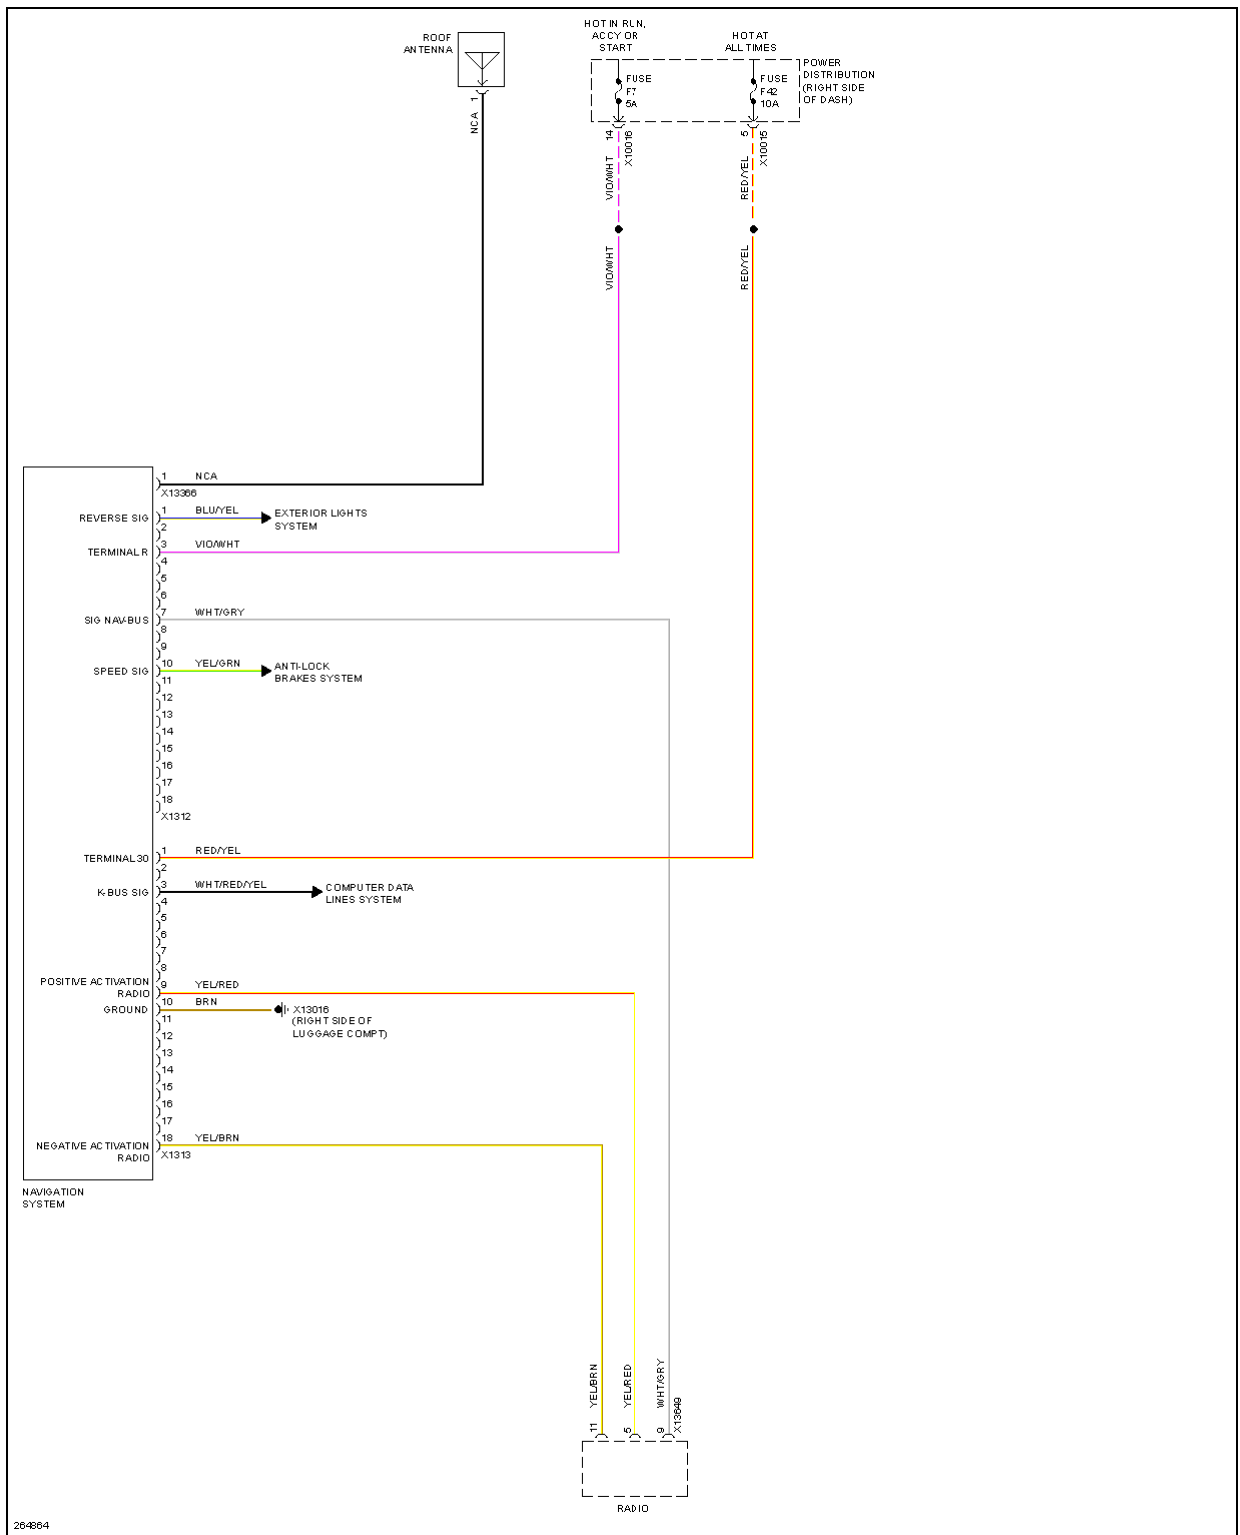 ROOF
ANTENNA
1
NCA
HOT IN RUN,
ACCY OR
START
HOT AT
ALL TIMES
POWER
DISTRIBUTION
(RIGHT SIDE
OF DASH)
FUSE
F7
5A
FUSE
F42
10A
14
X10016
5
X10015
VIO/WHT
RED/YEL
VIO/WHT
RED/YEL
1
NCA
X13366
REVERSE SIG
1
BLU/YEL
EXTERIOR LIGHTS
SYSTEM
2
TERMINAL R
3
VIO/WHT
4
5
6
SIG NAV-BUS
7
WHT/GRY
8
9
SPEED SIG
10
YEL/GRN
ANTI-LOCK
BRAKES SYSTEM
11
12
13
14
15
16
17
18
X1312
TERMINAL 30
1
RED/YEL
2
K-BUS SIG
3
WHT/RED/YEL
COMPUTER DATA
LINES SYSTEM
4
5
6
7
8
POSITIVE ACTIVATION
RADIO
9
YEL/RED
GROUND
10
BRN
X13016
(RIGHT SIDE OF
LUGGAGE COMPT)
11
12
13
14
15
16
17
NEGATIVE ACTIVATION
RADIO
18
YEL/BRN
X1313
NAVIGATION
SYSTEM
YEL/BRN
YEL/RED
WHT/GRY
11
5
9
X13649
RADIO
264864